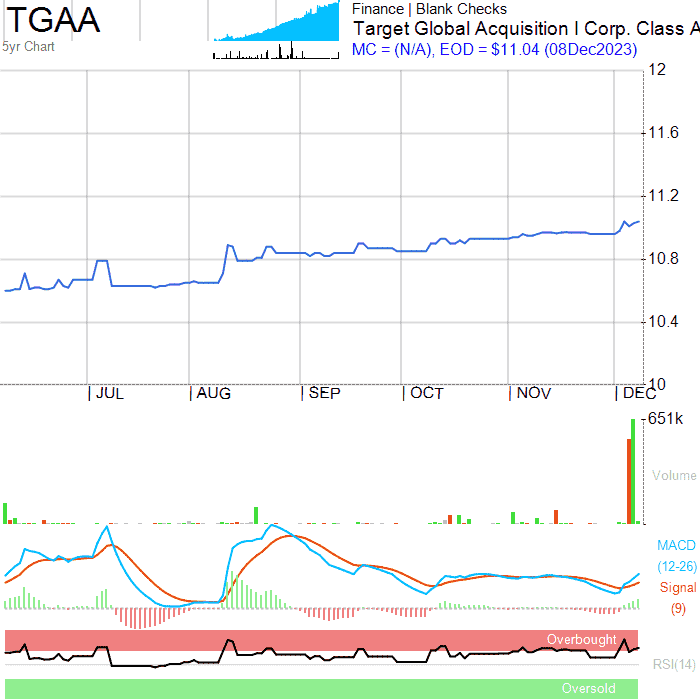 TGAA
5yr Chart
Finance | Blank Checks
Target Global Acquisition I Corp. Class A
MC = (N/A), EOD = $11.04 (08Dec2023)
12
11.6
11.2
10.8
10.4
10
JUL
AUG
SEP
OCT
NOV
DEC
651k
Volume
MACD
(12-26)
Signal
(9)
Overbought
RSI(14)
Oversold